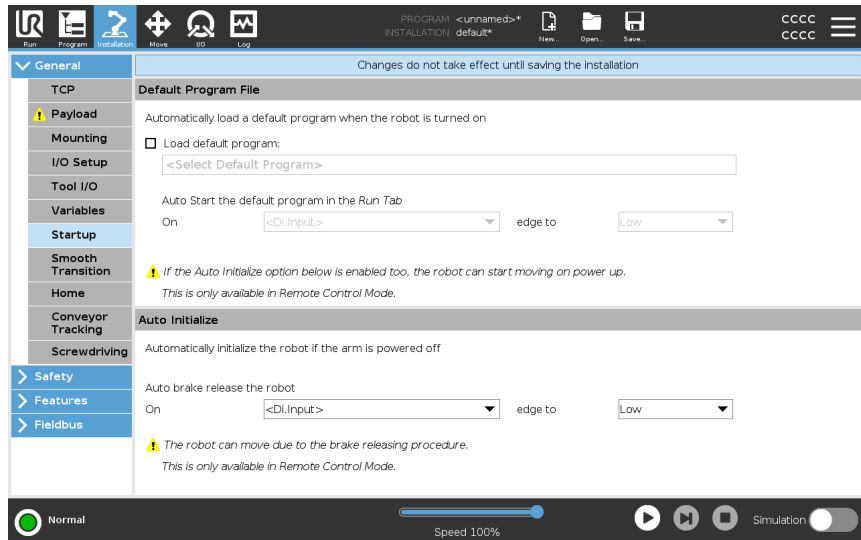 UR
Run
Program
Installation
Move
I/O
Log
PROGRAM <unnamed>*
INSTALLATION default*
New...
Open...
Save...
cccc
cccc
General
TCP
Payload
Mounting
I/O Setup
Tool I/O
Variables
Startup
Smooth
Transition
Home
Conveyor
Tracking
Screwdriving
Safety
Features
Fieldbus
Changes do not take effect until saving the installation
Default Program File
Automatically load a default program when the robot is turned on
Load default program:
<Select Default Program>
Auto Start the default program in the Run Tab
On <Di.Input> edge to Low
If the Auto Initialize option below is enabled too, the robot can start moving on power up.
This is only available in Remote Control Mode.
Auto Initialize
Automatically initialize the robot if the arm is powered off
Auto brake release the robot
On <Di.Input> edge to Low
The robot can move due to the brake releasing procedure.
This is only available in Remote Control Mode.
Normal
Speed 100%
Simulation